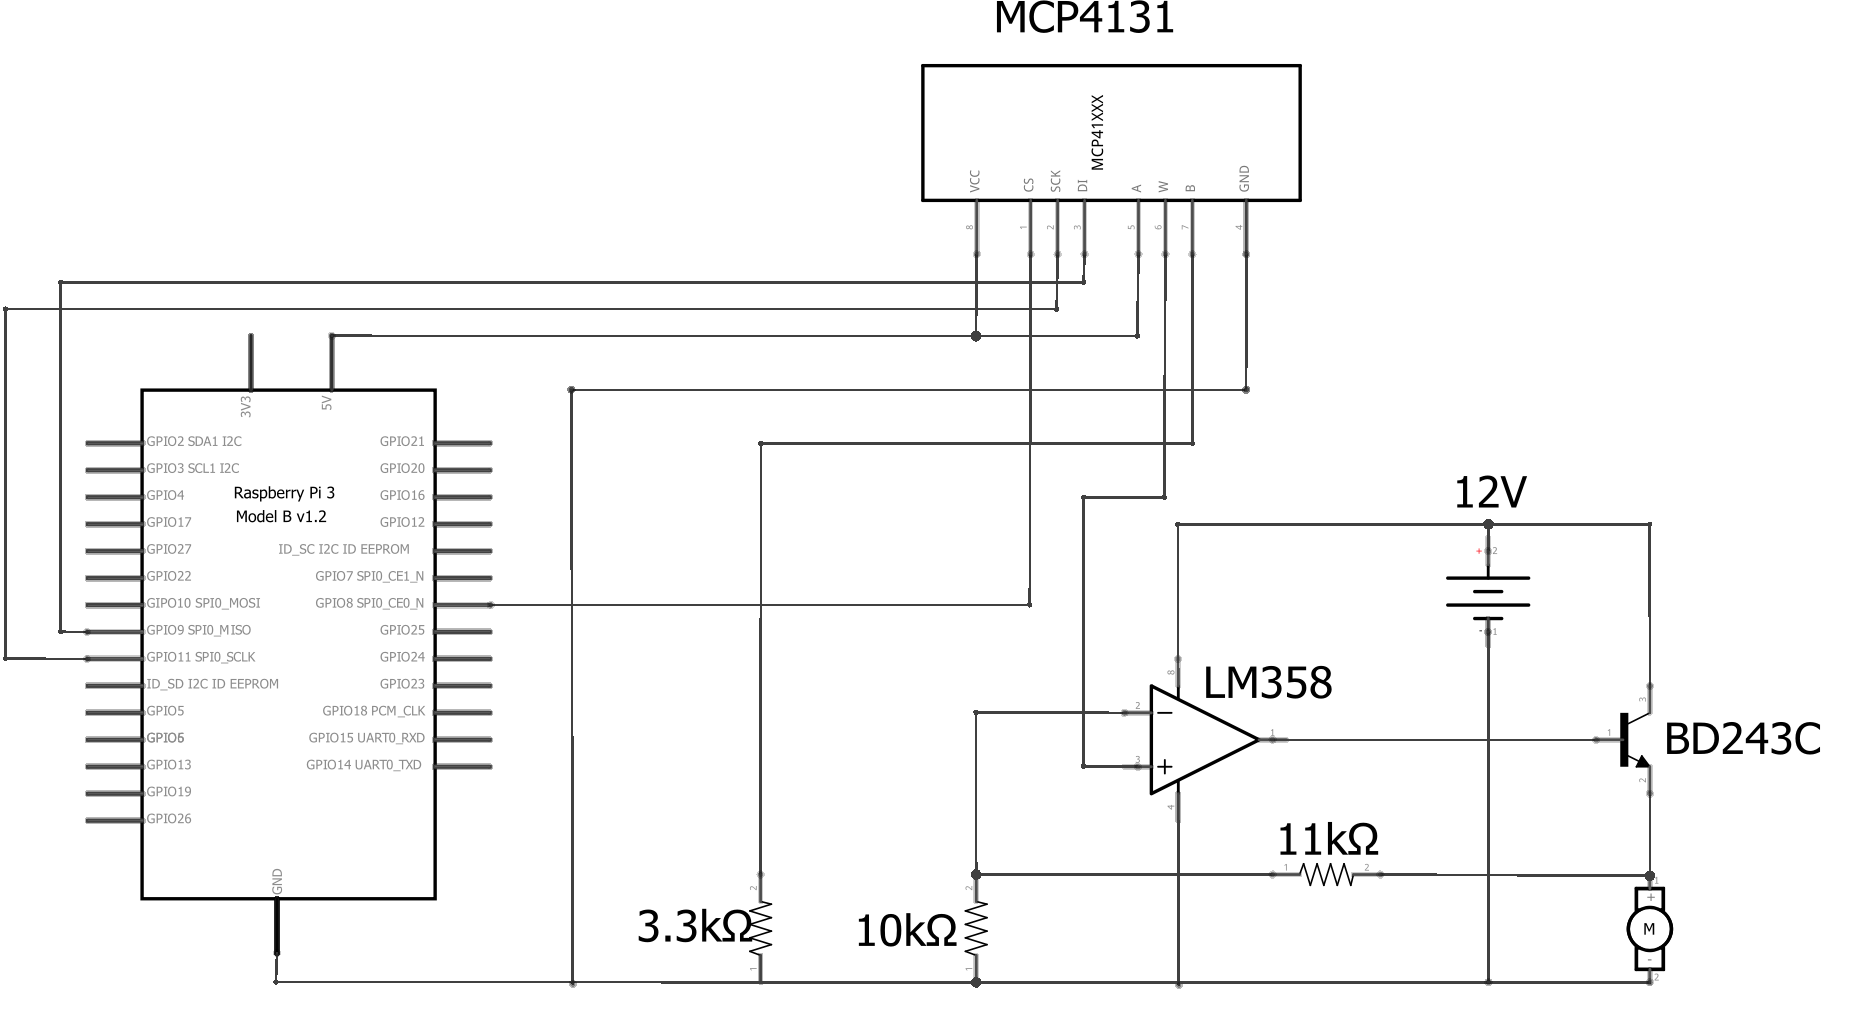 MCP4131
MCP41XXX
VCC
CS
SCK
DI
A
W
B
GND
8
1
2
3
5
6
7
4
3V3
5V
GPIO2 SDA1 I2C
GPIO21
GPIO3 SCL1 I2C
GPIO20
GPIO4
Raspberry Pi 3
GPIO16
GPIO17
Model B v1.2
GPIO12
GPIO27
ID_SC I2C ID EEPROM
GPIO22
GPIO7 SPI0_CE1_N
GIPO10 SPI0_MOSI
GPIO8 SPI0_CE0_N
GPIO9 SPI0_MISO
GPIO25
GPIO11 SPI0_SCLK
GPIO24
ID_SD I2C ID EEPROM
GPIO23
GPIO5
GPIO18 PCM_CLK
GPIO6
GPIO15 UART0_RXD
GPIO13
GPIO14 UART0_TXD
GPIO19
GPIO26
GND
12V
+ 2
- 1
LM358
8
2 −
3 +
1
4
BD243C
3
1
2
11kΩ
1 2
3.3kΩ
2
1
10kΩ
2
1
1
+
M
-
2